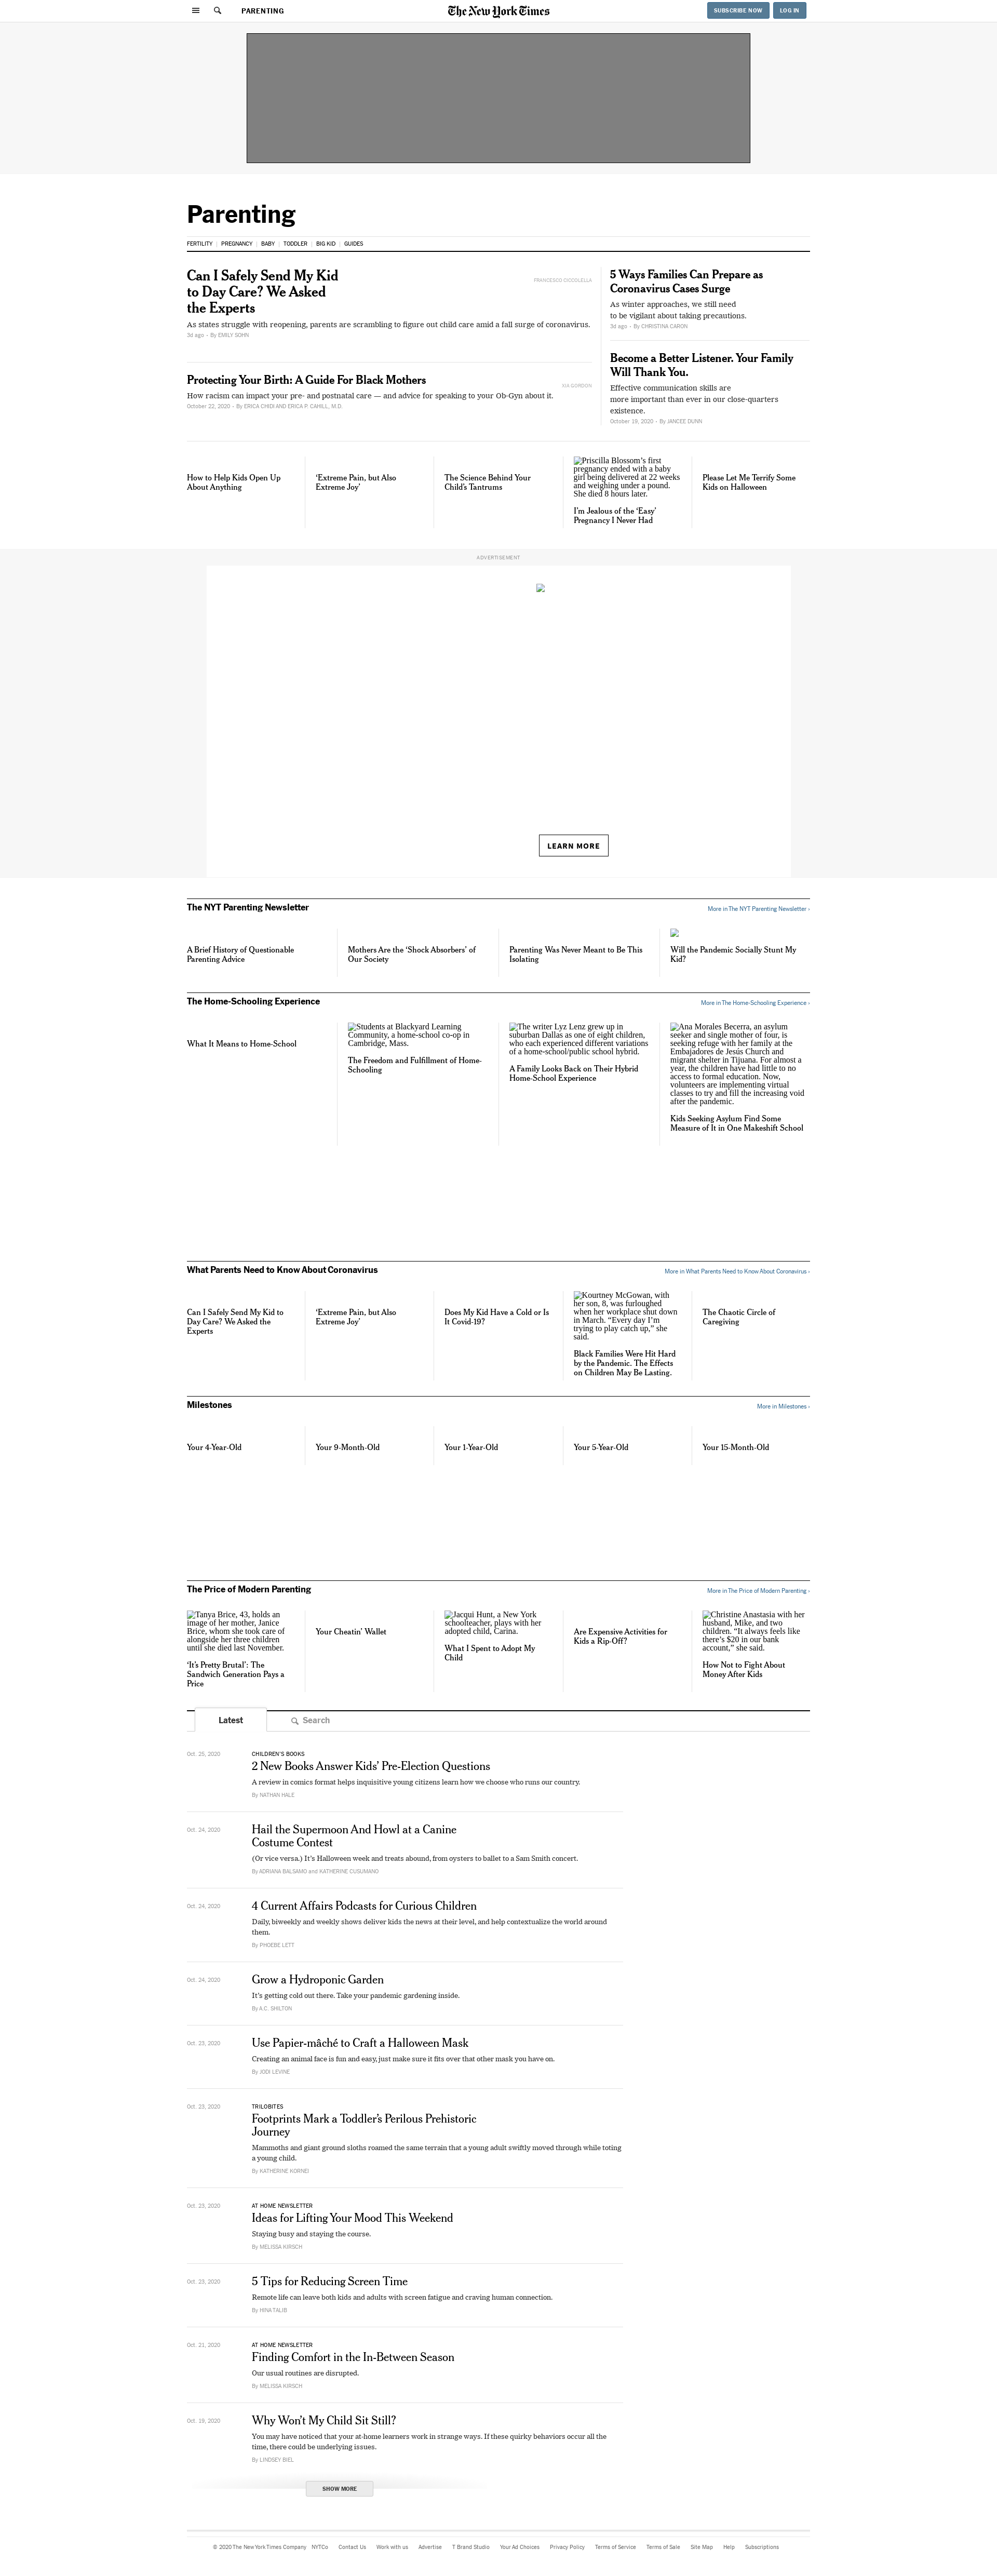 PARENTING
The New York Times
SUBSCRIBE NOW
LOG IN
Parenting
FERTILITY
PREGNANCY
BABY
TODDLER
BIG KID
GUIDES
Can I Safely Send My Kid
to Day Care? We Asked
the Experts
FRANCESCO CICCOLELLA
As states struggle with reopening, parents are scrambling to figure out child care amid a fall surge of coronavirus.
3d ago - By EMILY SOHN
Protecting Your Birth: A Guide For Black Mothers
NIA GORDON
How racism can impact your pre- and postnatal care — and advice for speaking to your Ob-Gyn about it.
October 22, 2020 - By ERICA CHIDI AND ERICA P. CAHILL, M.D.
5 Ways Families Can Prepare as
Coronavirus Cases Surge
As winter approaches, we still need
to be vigilant about taking precautions.
3d ago - By CHRISTINA CARON
Become a Better Listener. Your Family
Will Thank You.
Effective communication skills are
more important than ever in our close-quarters
existence.
October 19, 2020 - By JANCEE DUNN
How to Help Kids Open Up
About Anything
‘Extreme Pain, but Also
Extreme Joy’
The Science Behind Your
Child’s Tantrums
Priscilla Blossom’s first
pregnancy ended with a baby
girl being delivered at 22 weeks
and weighing under a pound.
She died 8 hours later.
I’m Jealous of the ‘Easy’
Pregnancy I Never Had
Please Let Me Terrify Some
Kids on Halloween
ADVERTISEMENT
LEARN MORE
The NYT Parenting Newsletter
More in The NYT Parenting Newsletter ›
A Brief History of Questionable
Parenting Advice
Mothers Are the ‘Shock Absorbers’ of
Our Society
Parenting Was Never Meant to Be This
Isolating
Will the Pandemic Socially Stunt My
Kid?
The Home-Schooling Experience
More in The Home-Schooling Experience ›
What It Means to Home-School
Students at Blackyard Learning
Community, a home-school co-op in
Cambridge, Mass.
The Freedom and Fulfillment of Home-
Schooling
The writer Lyz Lenz grew up in
suburban Dallas as one of eight children,
who each experienced different variations
of a home-school/public school hybrid.
A Family Looks Back on Their Hybrid
Home-School Experience
Ana Morales Becerra, an asylum
seeker and single mother of four, is
seeking refuge with her family at the
Embajadores de Jesús Church and
migrant shelter in Tijuana. For almost a
year, the children have had little to no
access to formal education. Now,
volunteers are implementing virtual
classes to try and fill the increasing void
after the pandemic.
Kids Seeking Asylum Find Some
Measure of It in One Makeshift School
What Parents Need to Know About Coronavirus
More in What Parents Need to Know About Coronavirus ›
Can I Safely Send My Kid to
Day Care? We Asked the
Experts
‘Extreme Pain, but Also
Extreme Joy’
Does My Kid Have a Cold or Is
It Covid-19?
Kourtney McGowan, with
her son, 8, was furloughed
when her workplace shut down
in March. “Every day I’m
trying to play catch up,” she
said.
Black Families Were Hit Hard
by the Pandemic. The Effects
on Children May Be Lasting.
The Chaotic Circle of
Caregiving
Milestones
More in Milestones ›
Your 4-Year-Old
Your 9-Month-Old
Your 1-Year-Old
Your 5-Year-Old
Your 15-Month-Old
The Price of Modern Parenting
More in The Price of Modern Parenting ›
Tanya Brice, 43, holds an
image of her mother, Janice
Brice, whom she took care of
alongside her three children
until she died last November.
‘It’s Pretty Brutal’: The
Sandwich Generation Pays a
Price
Your Cheatin’ Wallet
Jacqui Hunt, a New York
schoolteacher, plays with her
adopted child, Carina.
What I Spent to Adopt My
Child
Are Expensive Activities for
Kids a Rip-Off?
Christine Anastasia with her
husband, Mike, and two
children. “It always feels like
there’s $20 in our bank
account,” she said.
How Not to Fight About
Money After Kids
Latest
Search
Oct. 25, 2020
CHILDREN’S BOOKS
2 New Books Answer Kids’ Pre-Election Questions
A review in comics format helps inquisitive young citizens learn how we choose who runs our country.
By NATHAN HALE
Oct. 24, 2020
Hail the Supermoon And Howl at a Canine
Costume Contest
(Or vice versa.) It’s Halloween week and treats abound, from oysters to ballet to a Sam Smith concert.
By ADRIANA BALSAMO and KATHERINE CUSUMANO
Oct. 24, 2020
4 Current Affairs Podcasts for Curious Children
Daily, biweekly and weekly shows deliver kids the news at their level, and help contextualize the world around
them.
By PHOEBE LETT
Oct. 24, 2020
Grow a Hydroponic Garden
It’s getting cold out there. Take your pandemic gardening inside.
By A.C. SHILTON
Oct. 23, 2020
Use Papier-mâché to Craft a Halloween Mask
Creating an animal face is fun and easy, just make sure it fits over that other mask you have on.
By JODI LEVINE
Oct. 23, 2020
TRILOBITES
Footprints Mark a Toddler’s Perilous Prehistoric
Journey
Mammoths and giant ground sloths roamed the same terrain that a young adult swiftly moved through while toting
a young child.
By KATHERINE KORNEI
Oct. 23, 2020
AT HOME NEWSLETTER
Ideas for Lifting Your Mood This Weekend
Staying busy and staying the course.
By MELISSA KIRSCH
Oct. 23, 2020
5 Tips for Reducing Screen Time
Remote life can leave both kids and adults with screen fatigue and craving human connection.
By HINA TALIB
Oct. 21, 2020
AT HOME NEWSLETTER
Finding Comfort in the In-Between Season
Our usual routines are disrupted.
By MELISSA KIRSCH
Oct. 19, 2020
Why Won’t My Child Sit Still?
You may have noticed that your at-home learners work in strange ways. If these quirky behaviors occur all the
time, there could be underlying issues.
By LINDSEY BIEL
SHOW MORE
© 2020 The New York Times Company
NYTCo
Contact Us
Work with us
Advertise
T Brand Studio
Your Ad Choices
Privacy Policy
Terms of Service
Terms of Sale
Site Map
Help
Subscriptions